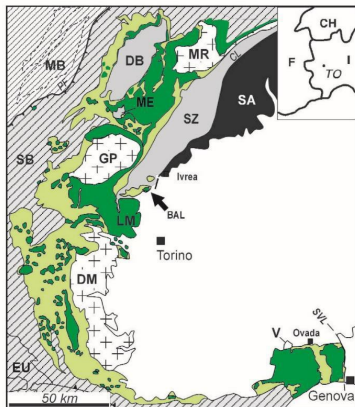 CH
MB
DB
MR
F
I
TO
PF
ME
SA
SZ
SB
GP
Ivrea
BAL
LM
Torino
DM
SVL
V
Ovada
EU
50 km
Genova